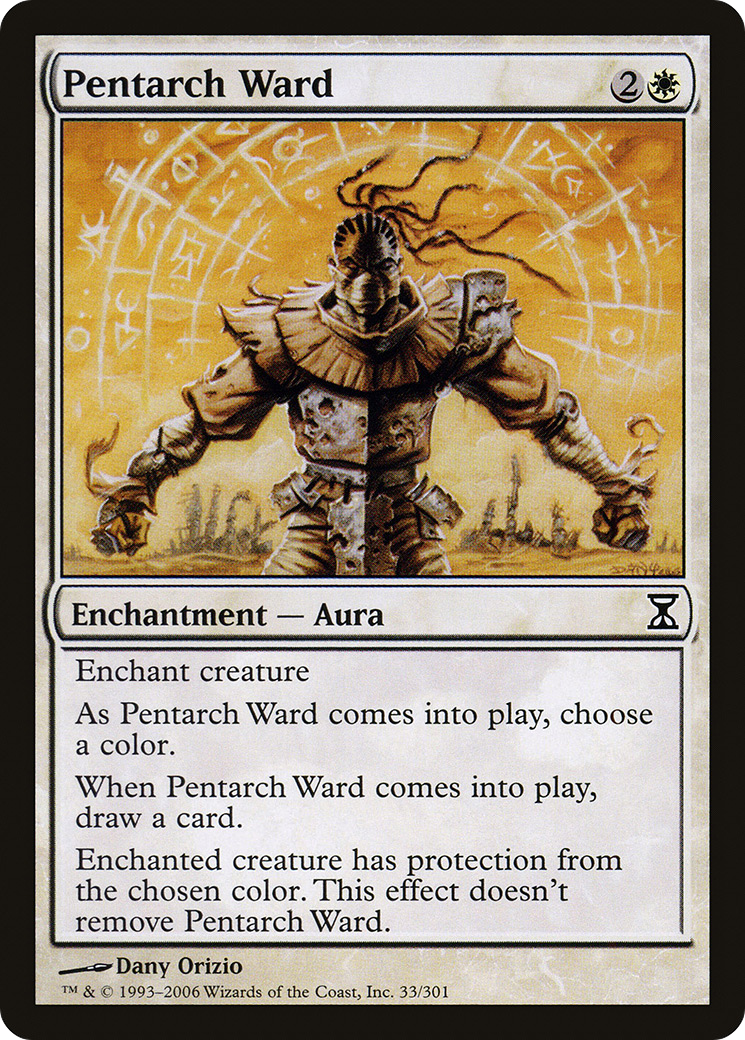 Pentarch Ward 2
Enchantment — Aura
Enchant creature
As Pentarch Ward comes into play, choose
a color.
When Pentarch Ward comes into play,
draw a card.
Enchanted creature has protection from
the chosen color. This effect doesn't
remove Pentarch Ward.
Dany Orizio
™ & © 1993–2006 Wizards of the Coast, Inc. 33/301